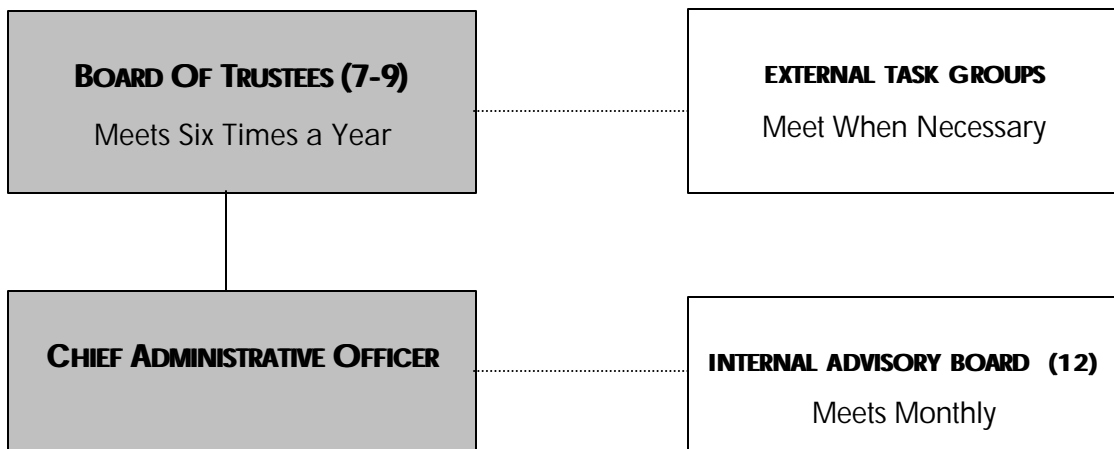 BOARD OF TRUSTEES (7-9)
Meets Six Times a Year
EXTERNAL TASK GROUPS
Meet When Necessary
CHIEF ADMINISTRATIVE OFFICER
INTERNAL ADVISORY BOARD (12)
Meets Monthly